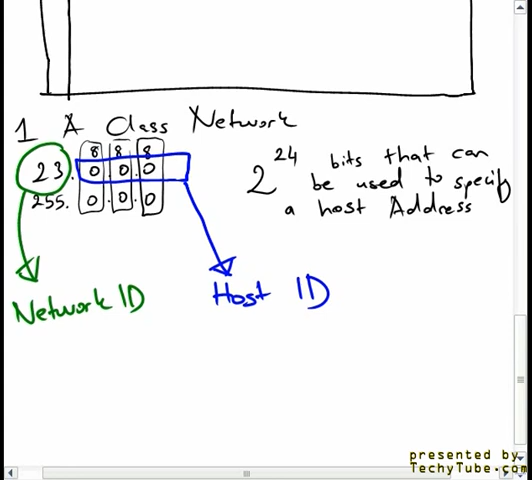 1 A Class Network
8 8 8
23. 0. 0. 0
255. 0. 0. 0
2^24 bits that can
be used to specify
a host Address
Network ID
Host ID
presented by
TechyTube.com